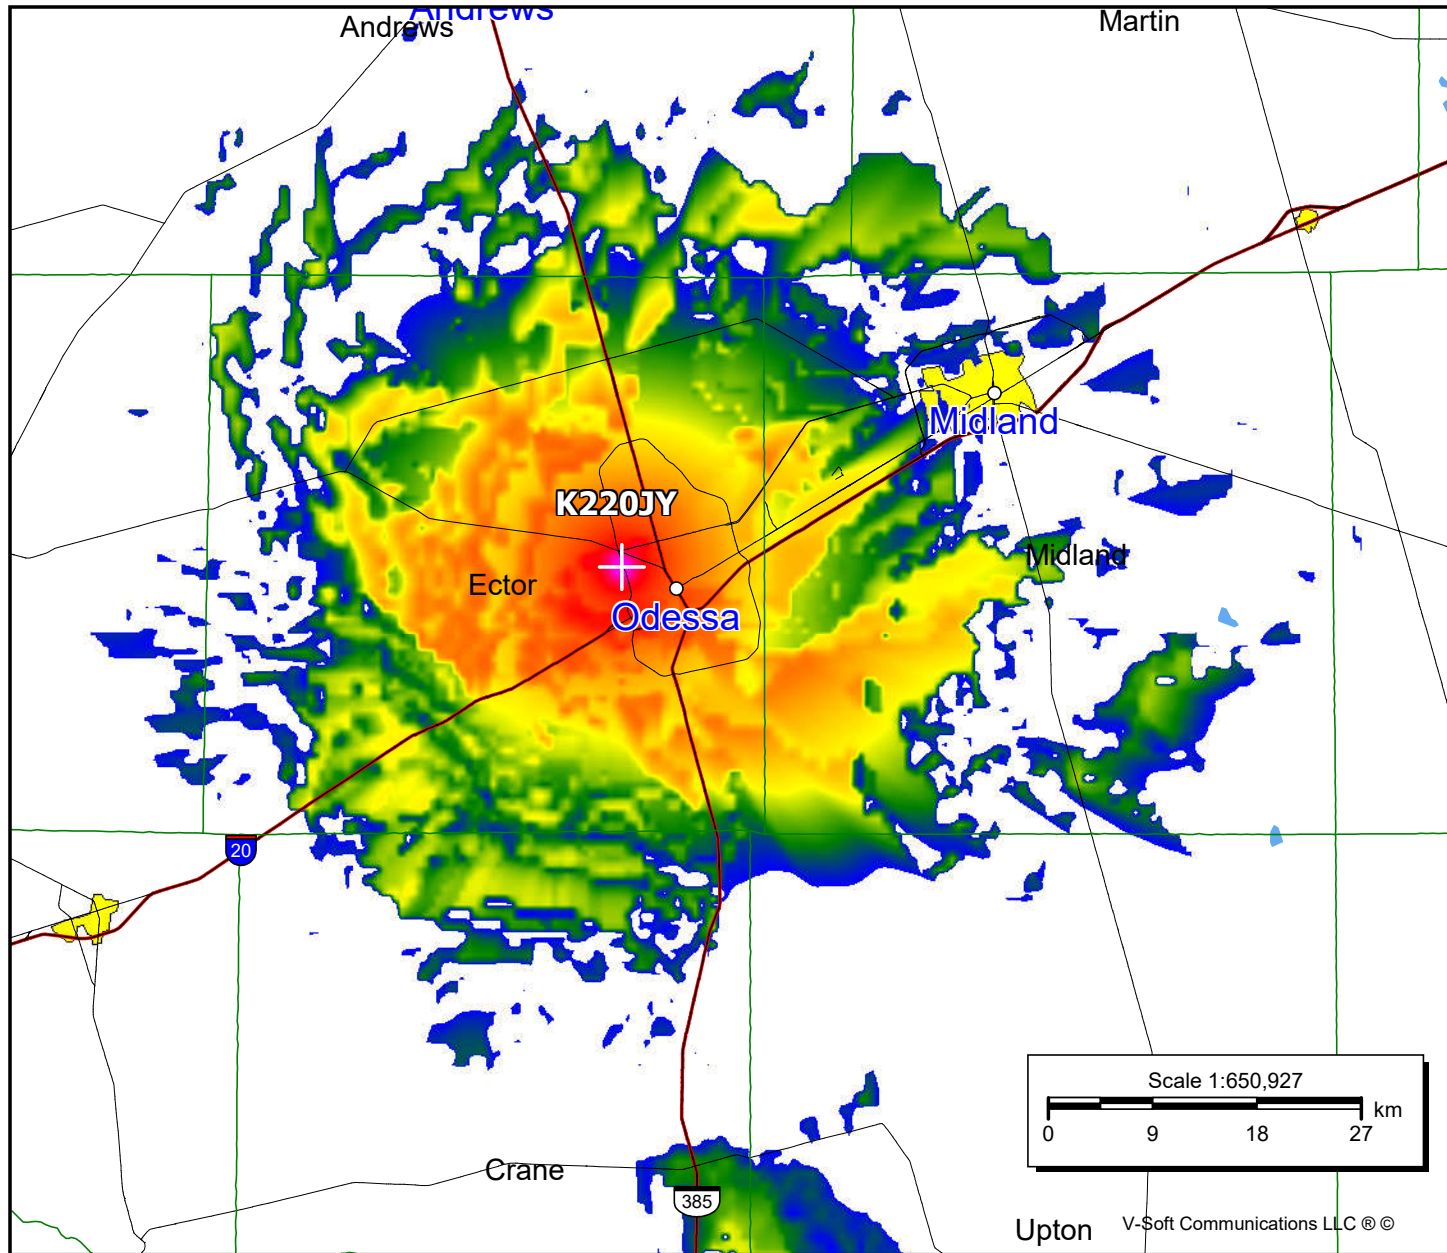 Andrews
Andrews
Martin
Midland
K220JY
Midland
Ector
Odessa
20
Scale 1:650,927
km
0 9 18 27
Crane
385
Upton
V-Soft Communications LLC ® ©